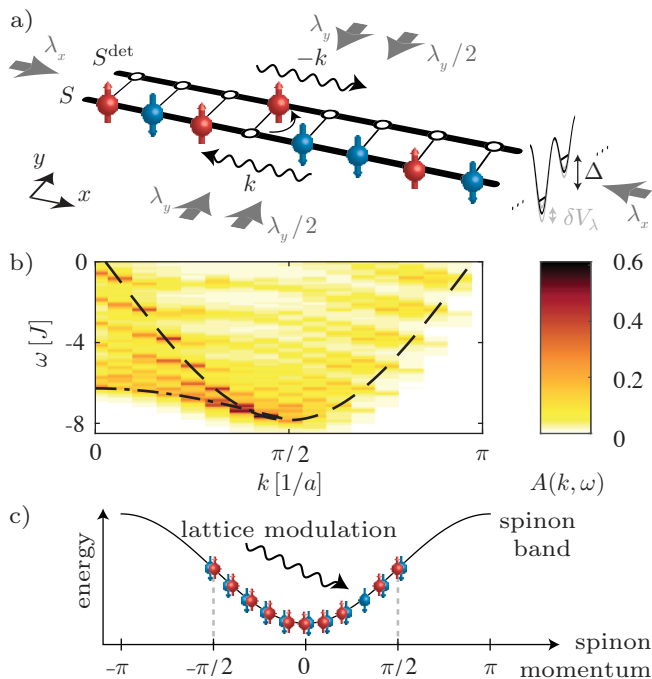 a)
λx
S^det
−k
λy
λy/2
S
k
y
x
λy
λy/2
Δ
δVλ
λx
b)
0
−4
−8
ω [J]
0
π/2
π
k [1/a]
0.6
0.4
0.2
0
A(k, ω)
c)
lattice modulation
spinon
band
energy
−π
−π/2
0
π/2
π
spinon
momentum